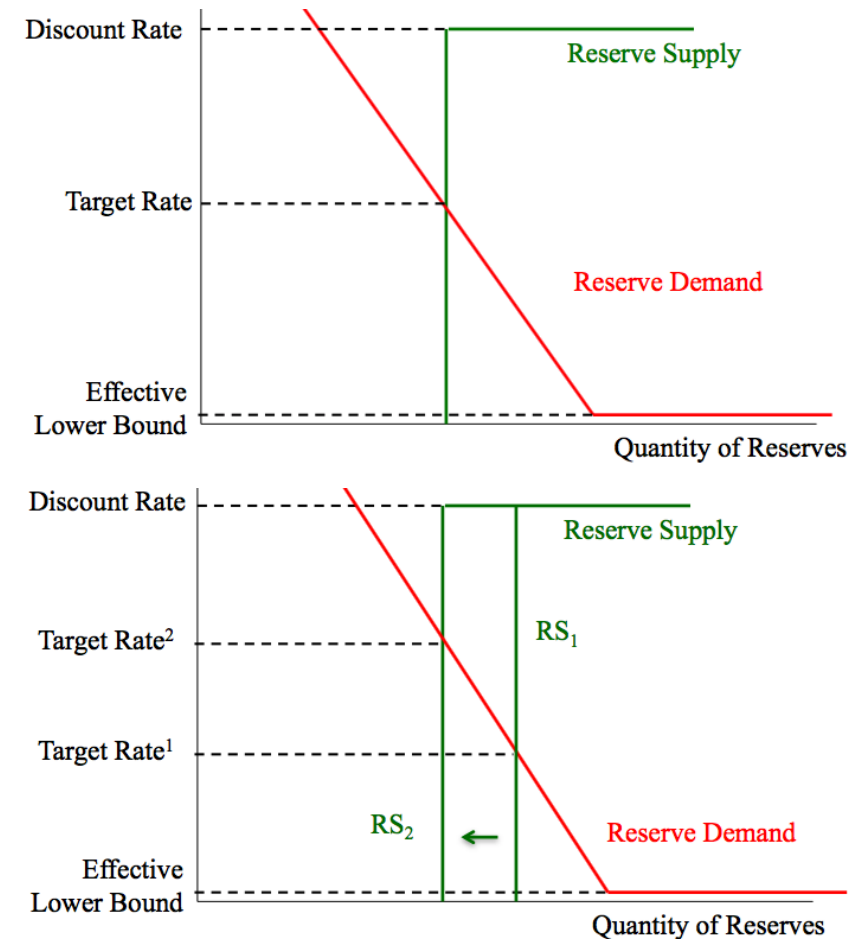 Discount Rate
Reserve Supply
Target Rate
Reserve Demand
Effective
Lower Bound
Quantity of Reserves
Discount Rate
Reserve Supply
RS₁
Target Rate²
Target Rate¹
RS₂
Reserve Demand
Effective
Lower Bound
Quantity of Reserves